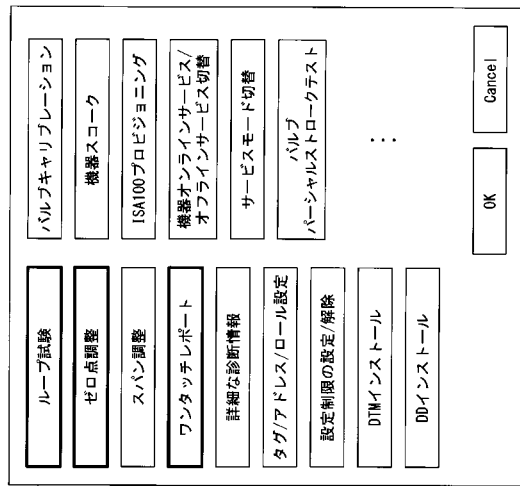 ループ試験
ゼロ点調整
スパン調整
ワンタッチレポート
詳細な診断情報
タグ/アドレス/ロール設定
設定制限の設定/解除
DTMインストール
DDインストール
バルブキャリブレーション
機器スコーク
ISA100プロビジョニング
機器オンラインサービス/
オフラインサービス切替
サービスモード切替
バルブ
パーシャルストロークテスト
...
OK
Cancel